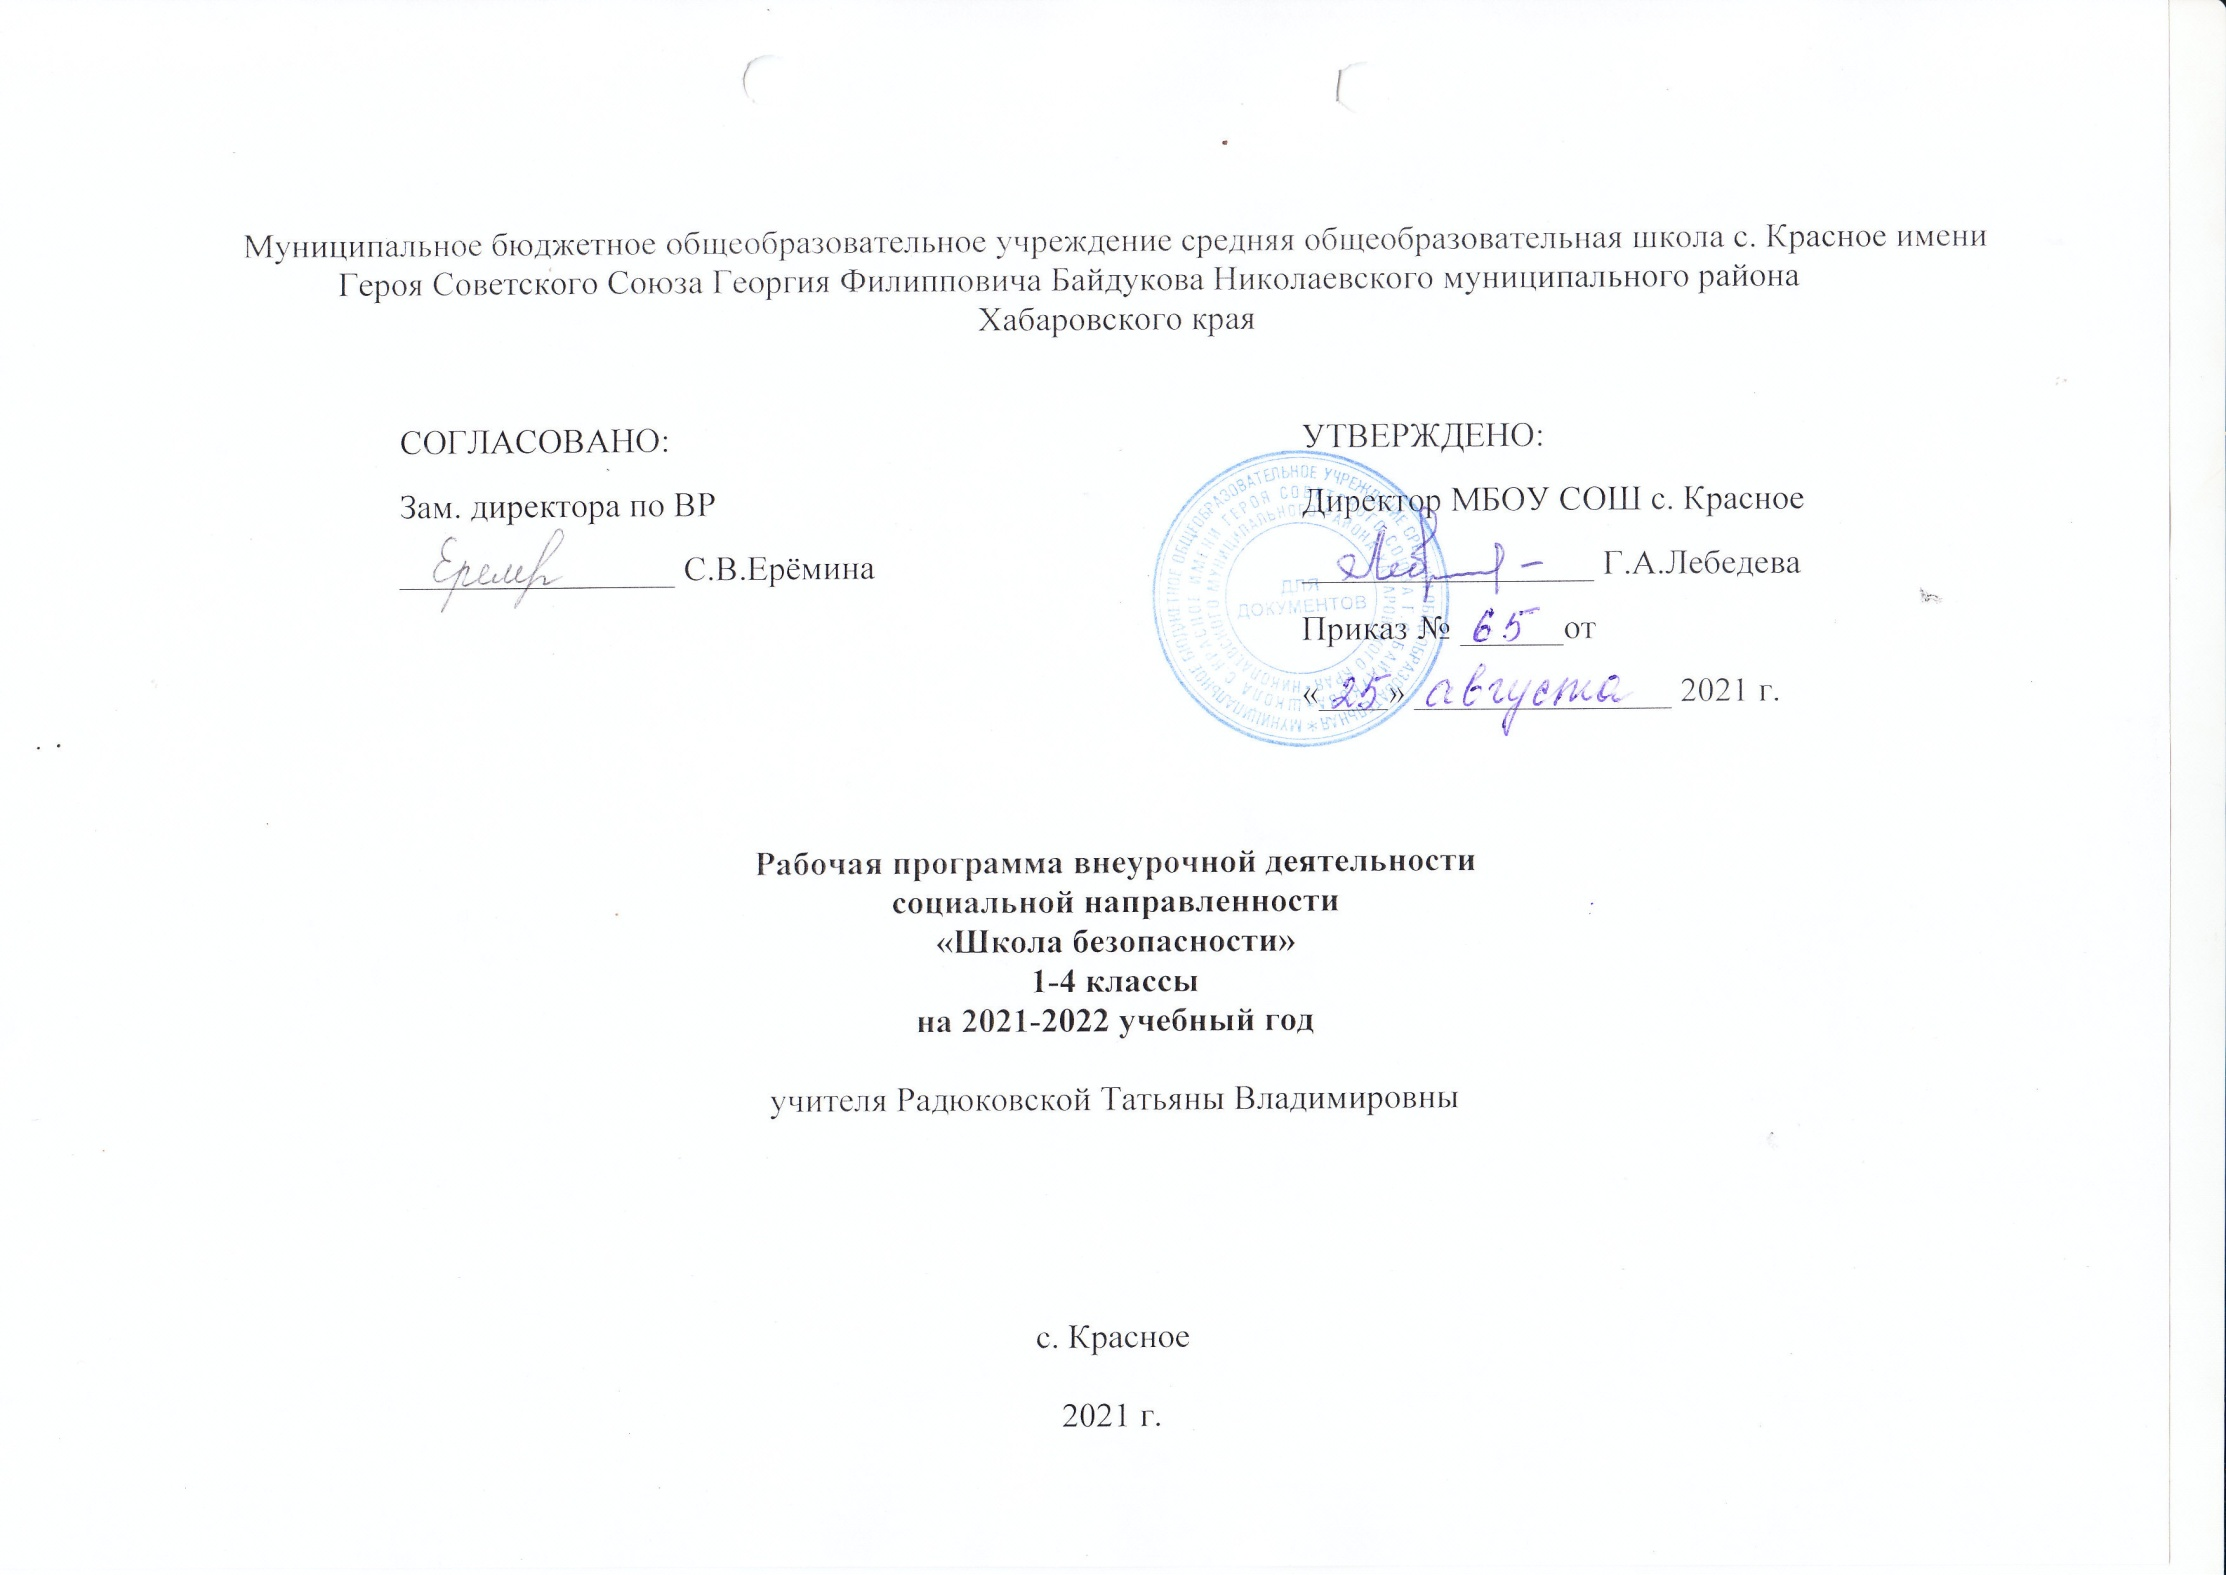 Муниципальное бюджетное общеобразовательное учреждение средняя общеобразовательная школа с. Красное имени
Героя Советского Союза Георгия Филипповича Байдукова Николаевского муниципального района
Хабаровского края
СОГЛАСОВАНО:
Зам. директора по ВР
С.В.Ерёмина
УТВЕРЖДЕНО:
Директор МБОУ СОШ с. Красное
Г.А.Лебедева
Приказ № 65 от
«25» августа 2021 г.
ДЛЯ
ДОКУМЕНТОВ
Рабочая программа внеурочной деятельности
социальной направленности
«Школа безопасности»
1-4 классы
на 2021-2022 учебный год
учителя Радюковской Татьяны Владимировны
с. Красное
2021 г.